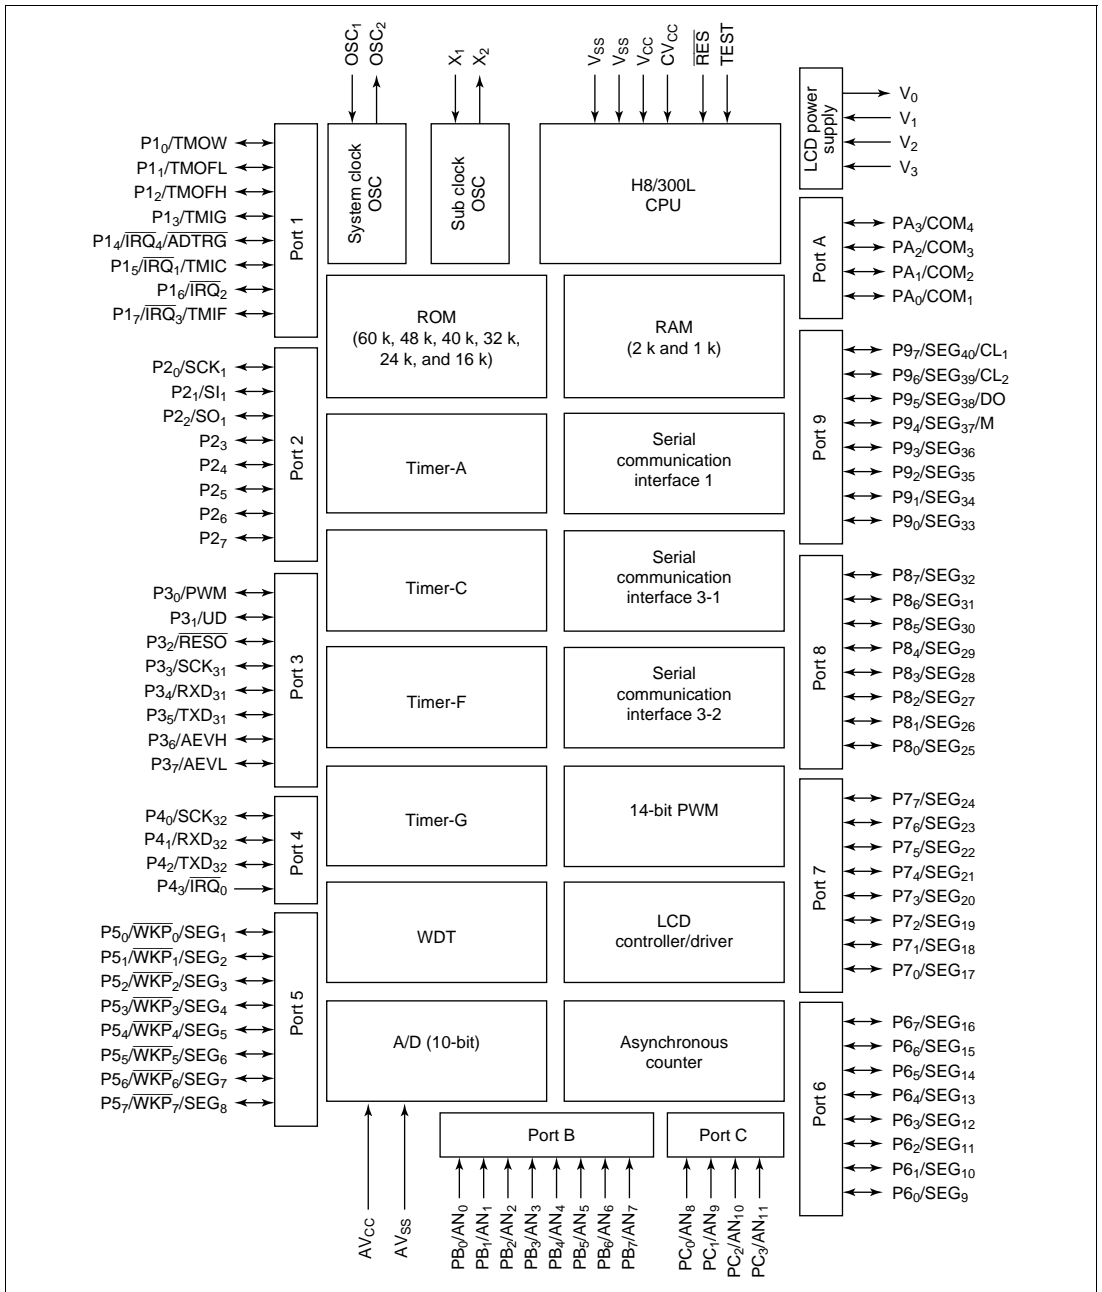 OSC1
OSC2
X1
X2
VSS
VSS
VCC
CVCC
RES
TEST
System clock
OSC
Sub clock
OSC
H8/300L
CPU
LCD power
supply
V0
V1
V2
V3
P10/TMOW
P11/TMOFL
P12/TMOFH
P13/TMIG
P14/IRQ4/ADTRG
P15/IRQ1/TMIC
P16/IRQ2
P17/IRQ3/TMIF
Port 1
Port A
PA3/COM4
PA2/COM3
PA1/COM2
PA0/COM1
ROM
(60 k, 48 k, 40 k, 32 k,
24 k, and 16 k)
RAM
(2 k and 1 k)
P20/SCK1
P21/SI1
P22/SO1
P23
P24
P25
P26
P27
Port 2
Timer-A
Serial
communication
interface 1
Port 9
P97/SEG40/CL1
P96/SEG39/CL2
P95/SEG38/DO
P94/SEG37/M
P93/SEG36
P92/SEG35
P91/SEG34
P90/SEG33
Timer-C
Serial
communication
interface 3-1
P30/PWM
P31/UD
P32/RESO
P33/SCK31
P34/RXD31
P35/TXD31
P36/AEVH
P37/AEVL
Port 3
Timer-F
Serial
communication
interface 3-2
Port 8
P87/SEG32
P86/SEG31
P85/SEG30
P84/SEG29
P83/SEG28
P82/SEG27
P81/SEG26
P80/SEG25
P40/SCK32
P41/RXD32
P42/TXD32
P43/IRQ0
Port 4
Timer-G
14-bit PWM
Port 7
P77/SEG24
P76/SEG23
P75/SEG22
P74/SEG21
P73/SEG20
P72/SEG19
P71/SEG18
P70/SEG17
WDT
LCD
controller/driver
P50/WKP0/SEG1
P51/WKP1/SEG2
P52/WKP2/SEG3
P53/WKP3/SEG4
P54/WKP4/SEG5
P55/WKP5/SEG6
P56/WKP6/SEG7
P57/WKP7/SEG8
Port 5
A/D (10-bit)
Asynchronous
counter
Port 6
P67/SEG16
P66/SEG15
P65/SEG14
P64/SEG13
P63/SEG12
P62/SEG11
P61/SEG10
P60/SEG9
Port B
Port C
AVCC
AVSS
PB0/AN0
PB1/AN1
PB2/AN2
PB3/AN3
PB4/AN4
PB5/AN5
PB6/AN6
PB7/AN7
PC0/AN8
PC1/AN9
PC2/AN10
PC3/AN11